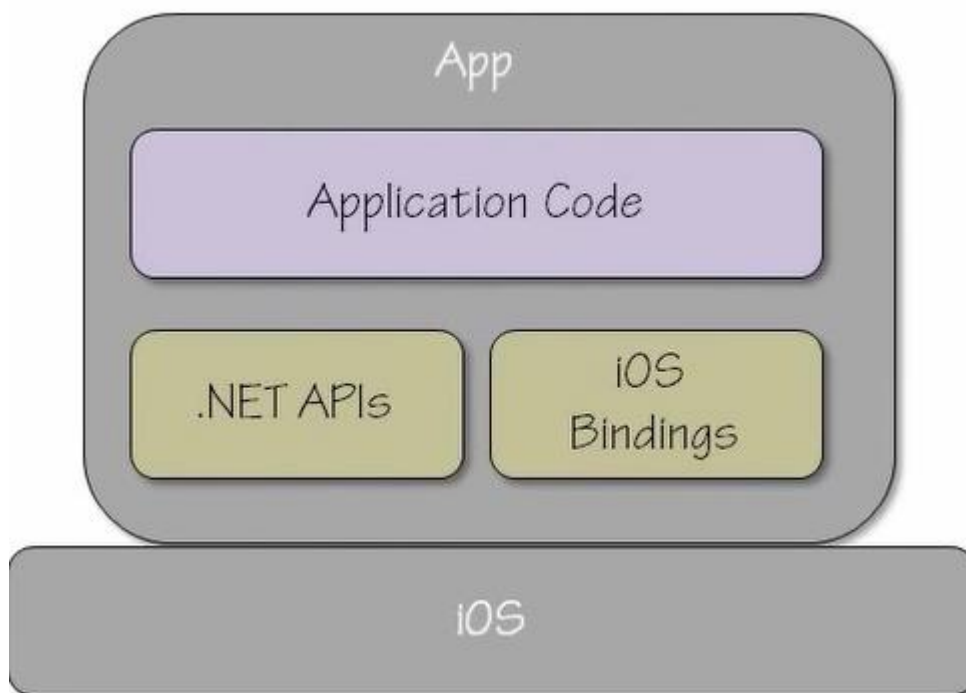 App
Application Code
.NET APIs
iOS
Bindings
iOS